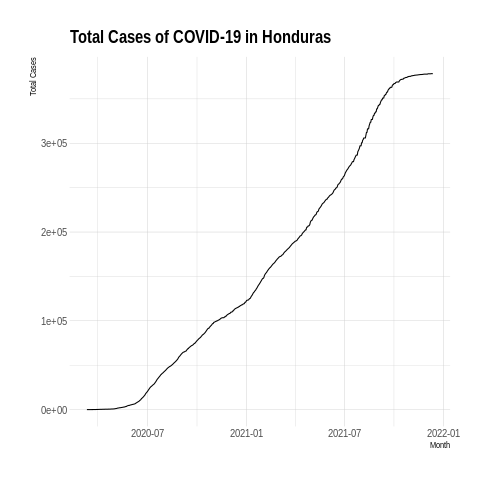 Total Cases of COVID-19 in Honduras
Total Cases
3e+05
2e+05
1e+05
0e+00
2020-07 2021-01 2021-07 2022-01
Month